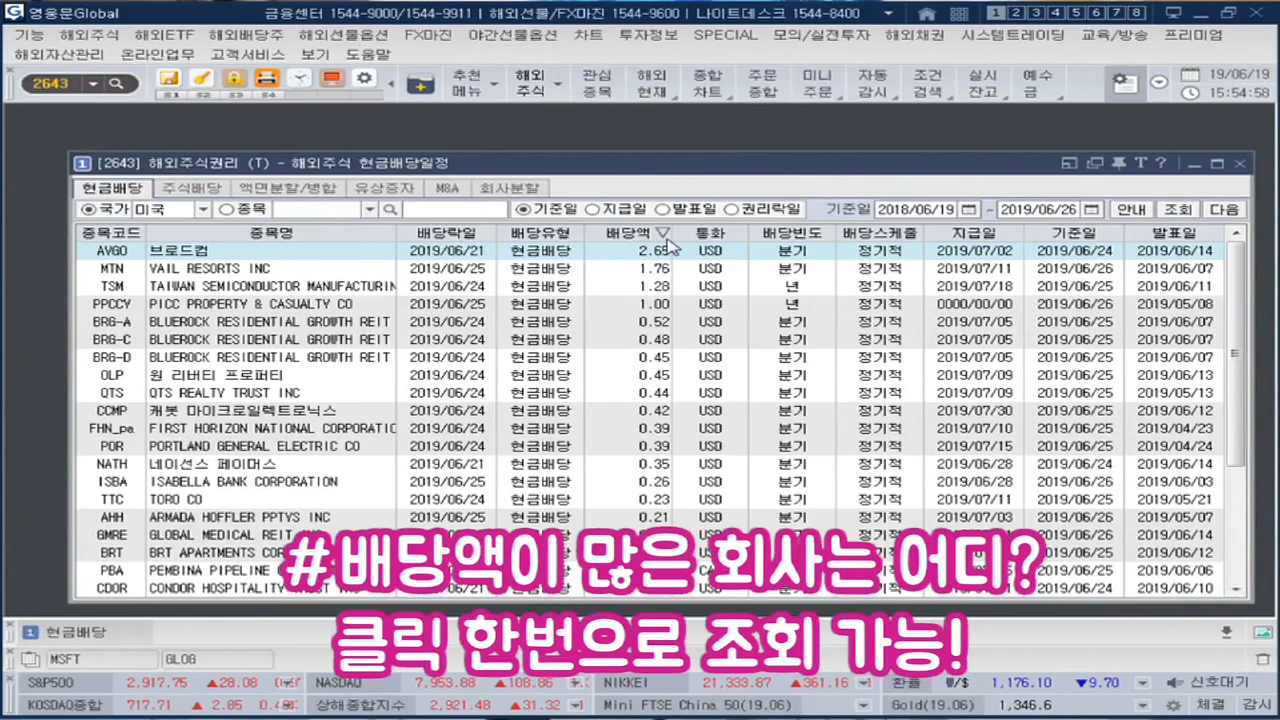 영웅문Global 금융센터 1544-9000/1544-9911 | 해외선물/FX마진 1544-9600 | 나이트데스크 1544-8400 1 2 3 4 5 6 7 8
기능 해외주식 해외ETF 해외배당주 해외선물옵션 FX마진 야간선물옵션 차트 투자정보 SPECIAL 모의/실전투자 해외채권 시스템트레이딩 교육/방송 프리미엄
해외자산관리 온라인업무 고객서비스 보기 도움말
2643 S1 S2 S3 S4 추천 메뉴 해외 주식 관심 종목 해외 현재 종합 차트 주문 종합 미니 주문 자동 감시 조건 검색 실시 잔고 예수 금 19/06/19 15:54:58
1 [2643] 해외주식권리 (T) - 해외주식 현금배당일정 T ?
현금배당 주식배당 액면분할/병합 유상증자 M&A 회사분할
국가 미국 종목 기준일 지급일 발표일 권리락일 기준일 2018/06/19 ~ 2019/06/26 안내 조회 다음
종목코드 종목명 배당락일 배당유형 배당액 통화 배당빈도 배당스케쥴 지급일 기준일 발표일
AVGO 브로드컴 2019/06/21 현금배당 2.65 USD 분기 정기적 2019/07/02 2019/06/24 2019/06/14
MTN VAIL RESORTS INC 2019/06/25 현금배당 1.76 USD 분기 정기적 2019/07/11 2019/06/26 2019/06/07
TSM TAIWAN SEMICONDUCTOR MANUFACTURIN 2019/06/24 현금배당 1.28 USD 년 정기적 2019/07/18 2019/06/25 2019/06/11
PPCCY PICC PROPERTY & CASUALTY CO 2019/06/25 현금배당 1.00 USD 년 정기적 0000/00/00 2019/06/26 2019/05/08
BRG-A BLUEROCK RESIDENTIAL GROWTH REIT 2019/06/24 현금배당 0.52 USD 분기 정기적 2019/07/05 2019/06/25 2019/06/07
BRG-C BLUEROCK RESIDENTIAL GROWTH REIT 2019/06/24 현금배당 0.48 USD 분기 정기적 2019/07/05 2019/06/25 2019/06/07
BRG-D BLUEROCK RESIDENTIAL GROWTH REIT 2019/06/24 현금배당 0.45 USD 분기 정기적 2019/07/05 2019/06/25 2019/06/07
OLP 원 리버티 프로퍼티 2019/06/24 현금배당 0.45 USD 분기 정기적 2019/07/09 2019/06/25 2019/06/13
QTS QTS REALTY TRUST INC 2019/06/24 현금배당 0.44 USD 분기 정기적 2019/07/09 2019/06/25 2019/05/13
CCMP 캐봇 마이크로일렉트로닉스 2019/06/24 현금배당 0.42 USD 분기 정기적 2019/07/30 2019/06/25 2019/06/12
FHN_pa FIRST HORIZON NATIONAL CORPORATIO 2019/06/24 현금배당 0.39 USD 분기 정기적 2019/07/10 2019/06/25 2019/04/23
POR PORTLAND GENERAL ELECTRIC CO 2019/06/24 현금배당 0.39 USD 분기 정기적 2019/07/15 2019/06/25 2019/04/24
NATH 네이선스 페이머스 2019/06/21 현금배당 0.35 USD 분기 정기적 2019/06/28 2019/06/24 2019/06/14
ISBA ISABELLA BANK CORPORATION 2019/06/24 현금배당 0.26 USD 분기 정기적 2019/06/28 2019/06/25 2019/06/03
TTC TORO CO 2019/06/24 현금배당 0.23 USD 분기 정기적 2019/07/11 2019/06/25 2019/05/21
AHH ARMADA HOFFLER PPTYS INC 2019/06/25 현금배당 0.21 USD 분기 정기적 2019/07/03 2019/06/26 2019/05/03
GMRE GLOBAL MEDICAL REIT 2019/06/12
BRT BRT APARTMENTS 2019/06/12
PBA PEMBINA PIPELINE 2019/06/06
CDOR CONDOR HOSPITALITY 2019/06/10
#배당액이 많은 회사는 어디?
클릭 한번으로 조회 가능!
1 현금배당
MSFT GLOG
S&P500 2,917.75 ▲28.08 NASDAQ 7,953.88 ▲108.86 NIKKEI 21,333.87 ▲361.16 환율 ₩/$ 1,176.10 ▼9.70 신호대기
KOSDAQ종합 717.71 ▲ 2.85 상해종합지수 2,921.48 ▲31.32 Mini FTSE China 50(19.06) Gold(19.06) 1,346.6 체결 감시